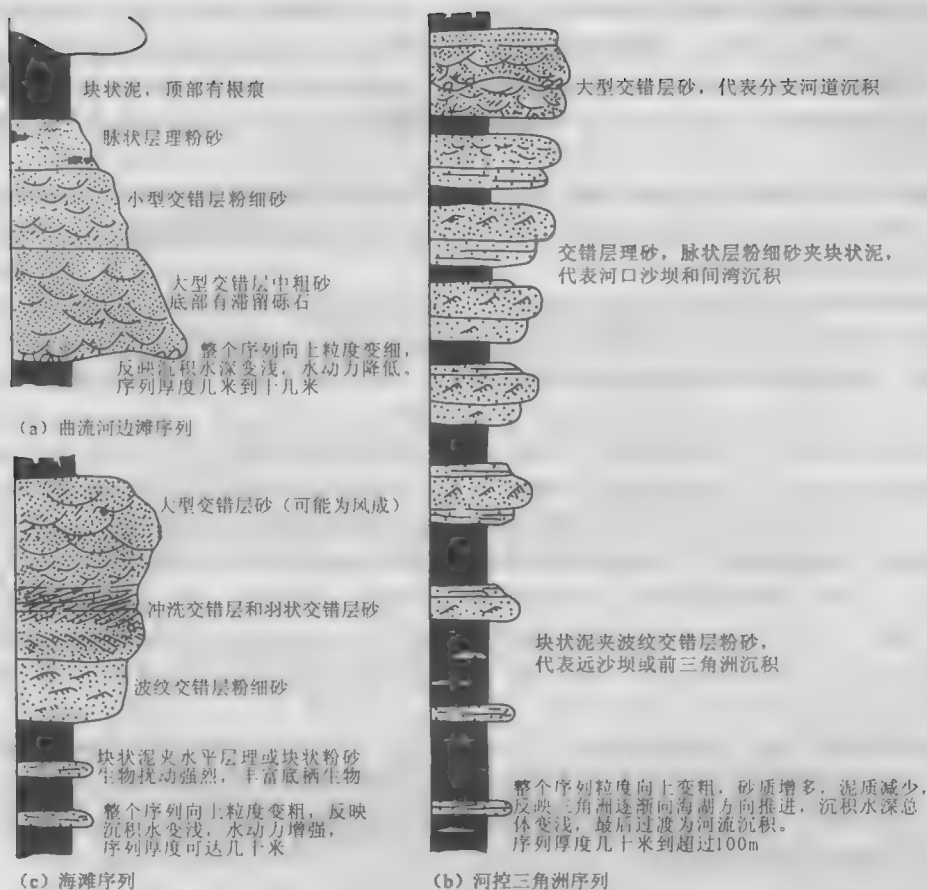 块状泥，顶部有根痕
脉状层理粉砂
小型交错层粉细砂
大型交错层中粗砂
底部有滞留砾石
整个序列向上粒度变细，
反映沉积水深变浅，水动力降低。
序列厚度几米到十几米
（a）曲流河边滩序列
大型交错层砂（可能为风成）
冲洗交错层和羽状交错层砂
波纹交错层粉细砂
块状泥夹水平层理或块状粉砂
生物扰动强烈，丰富底栖生物
整个序列向上粒度变粗，反映
沉积水变浅，水动力增强，
序列厚度可达几十米
（c）海滩序列
大型交错层砂，代表分支河道沉积
交错层理砂，脉状层粉细砂夹块状泥，
代表河口沙坝和间湾沉积
块状泥夹波纹交错层粉砂，
代表远沙坝或前三角洲沉积
整个序列粒度向上变粗，砂质增多，泥质减少，
反映三角洲逐渐向海湖方向推进，沉积水深总
体变浅，最后过渡为河流沉积。
序列厚度几十米到超过100m
（b）河控三角洲序列